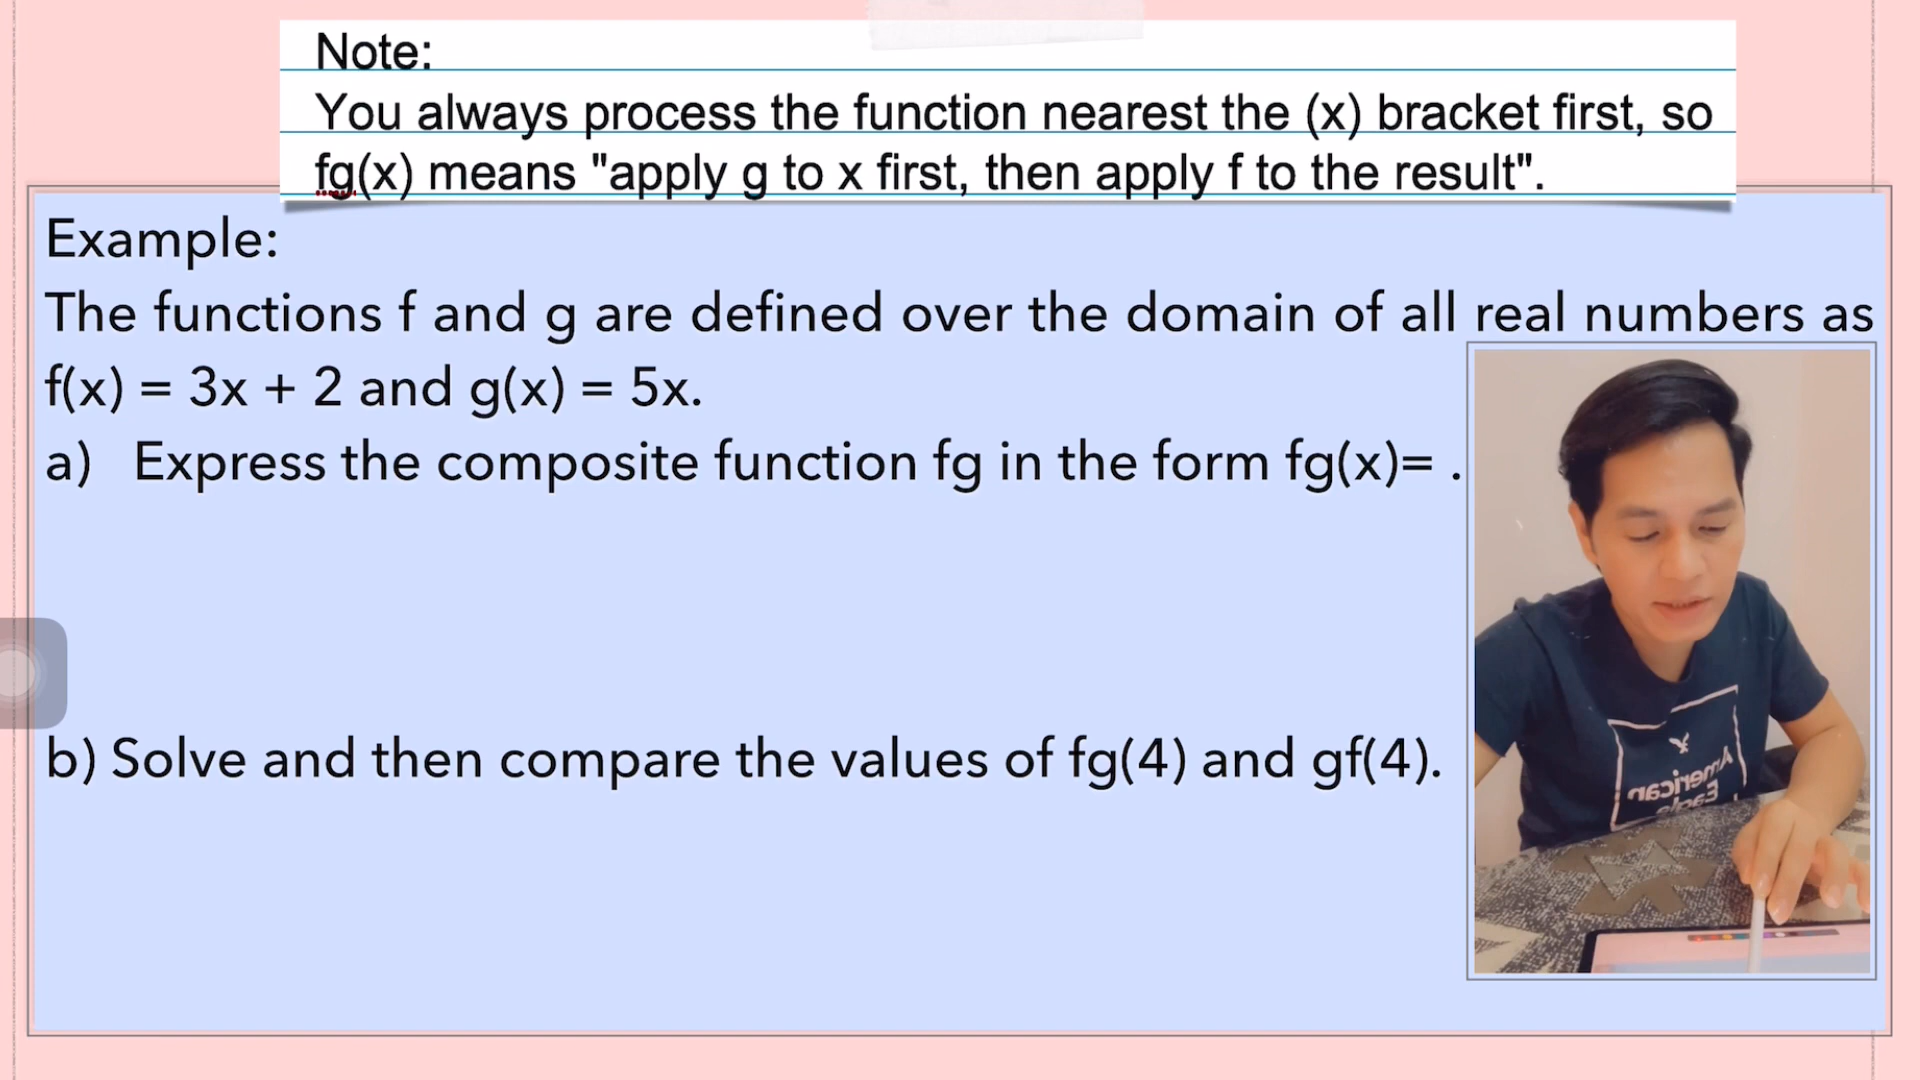 Note:
You always process the function nearest the (x) bracket first, so
fg(x) means "apply g to x first, then apply f to the result".
Example:
The functions f and g are defined over the domain of all real numbers as
f(x) = 3x + 2 and g(x) = 5x.
a) Express the composite function fg in the form fg(x)= .
b) Solve and then compare the values of fg(4) and gf(4).
American
Eagle